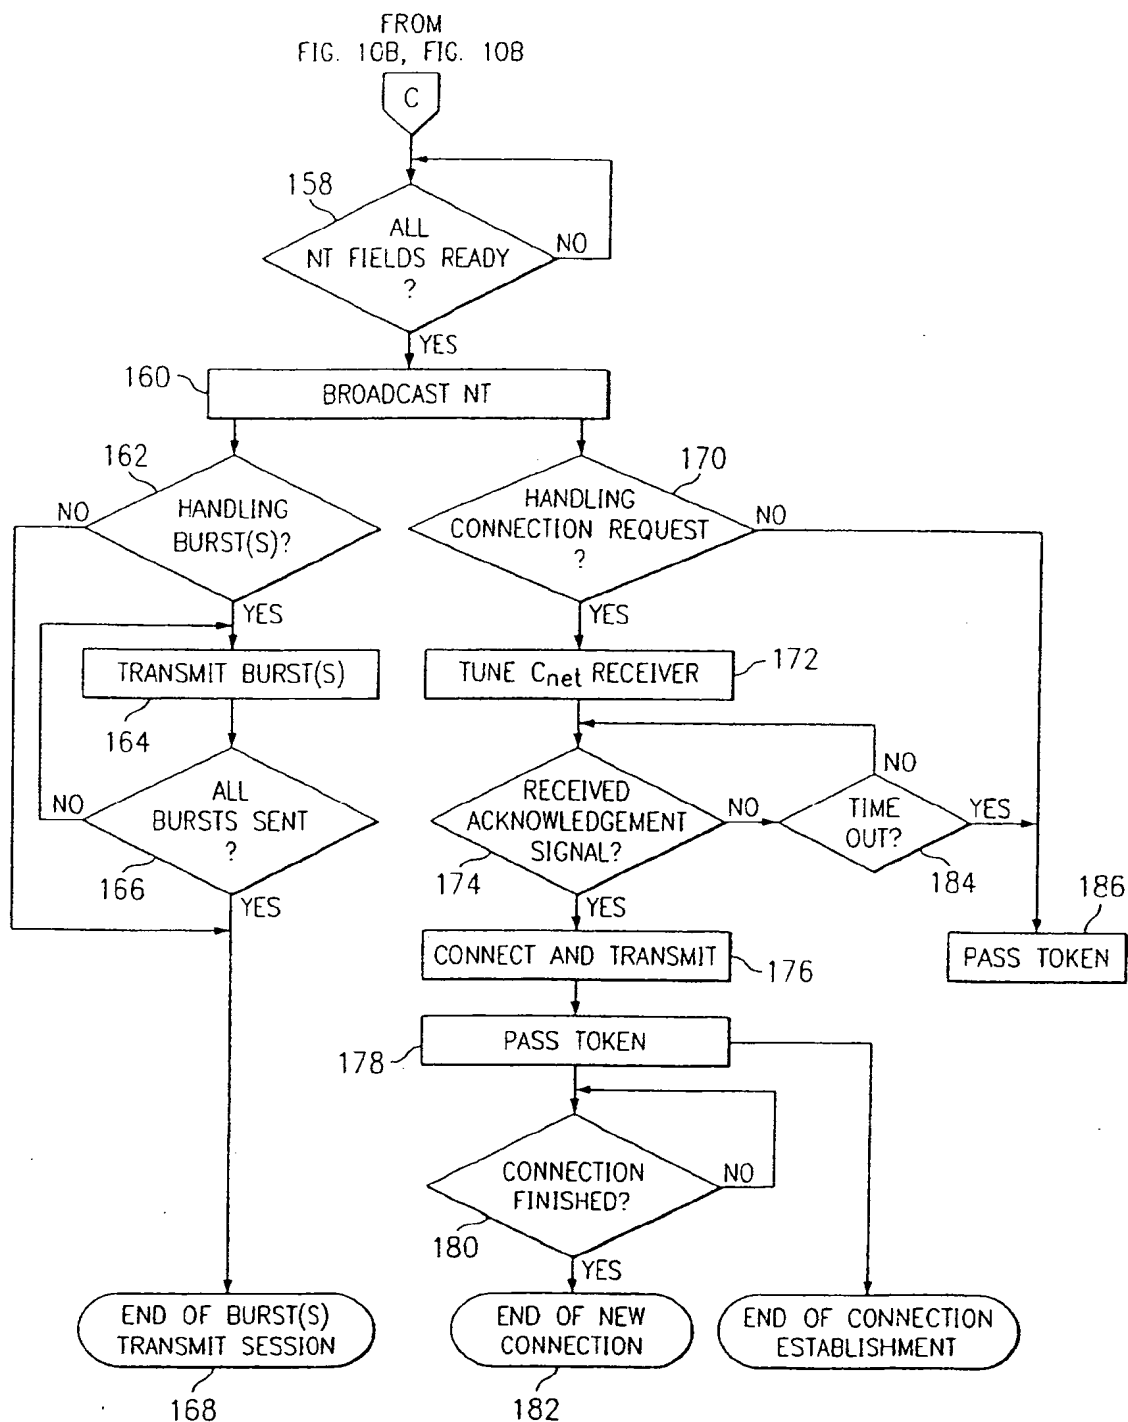 FROM
FIG. 10B, FIG. 10B
C
158
ALL
NT FIELDS READY
?
NO
YES
160
BROADCAST NT
162
NO
HANDLING
BURST(S)?
YES
170
HANDLING
CONNECTION REQUEST
?
NO
YES
TRANSMIT BURST(S)
164
TUNE Cnet RECEIVER
172
ALL
BURSTS SENT
?
NO
166
YES
RECEIVED
ACKNOWLEDGEMENT
SIGNAL?
NO
174
YES
NO
TIME
OUT?
YES
184
186
PASS TOKEN
CONNECT AND TRANSMIT
176
PASS TOKEN
178
CONNECTION
FINISHED?
NO
180
YES
END OF BURST(S)
TRANSMIT SESSION
168
END OF NEW
CONNECTION
182
END OF CONNECTION
ESTABLISHMENT